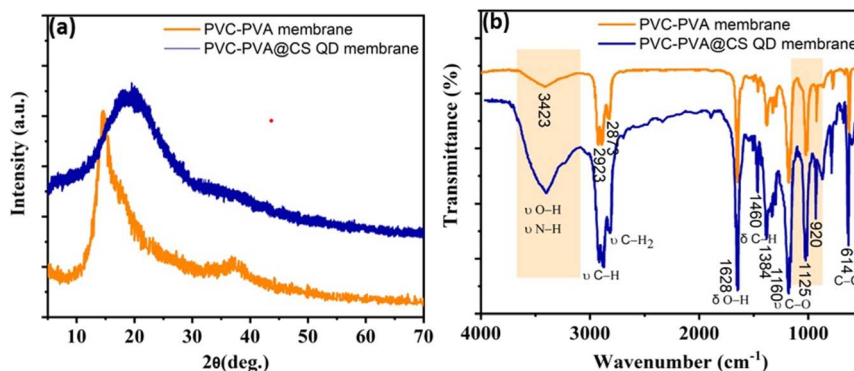 (a)
PVC-PVA membrane
PVC-PVA@CS QD membrane
Intensity (a.u.)
10 20 30 40 50 60 70
2θ(deg.)
(b)
PVC-PVA membrane
PVC-PVA@CS QD membrane
Transmittance (%)
3423
υ O–H
υ N–H
2923
υ C–H
2873
υ C–H2
1628
δ O–H
1460
δ C–H
1384
1160
υ C–O
1125
920
614
4000 3000 2000 1000
Wavenumber (cm-1)